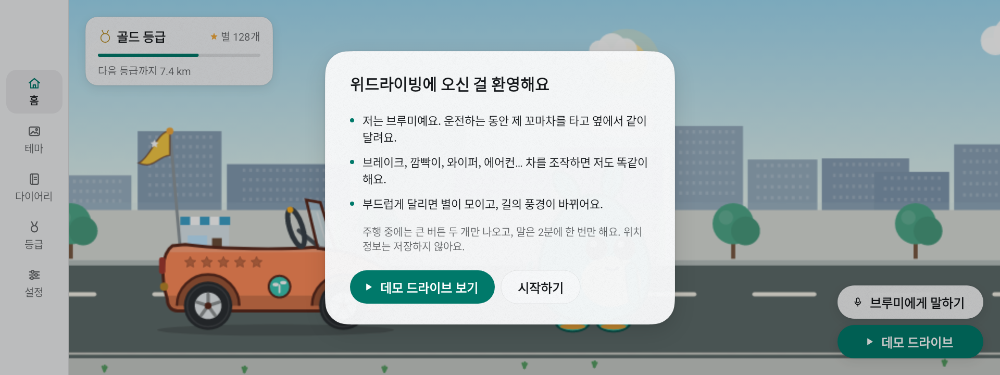 골드 등급
별 128개
다음 등급까지 7.4 km
홈
테마
다이어리
등급
설정
위드라이빙에 오신 걸 환영해요
저는 브루미예요. 운전하는 동안 제 꼬마차를 타고 옆에서 같이
달려요.
브레이크, 깜빡이, 와이퍼, 에어컨... 차를 조작하면 저도 똑같이
해요.
부드럽게 달리면 별이 모이고, 길의 풍경이 바뀌어요.
주행 중에는 큰 버튼 두 개만 나오고, 말은 2분에 한 번만 해요. 위치
정보는 저장하지 않아요.
데모 드라이브 보기
시작하기
브루미에게 말하기
데모 드라이브